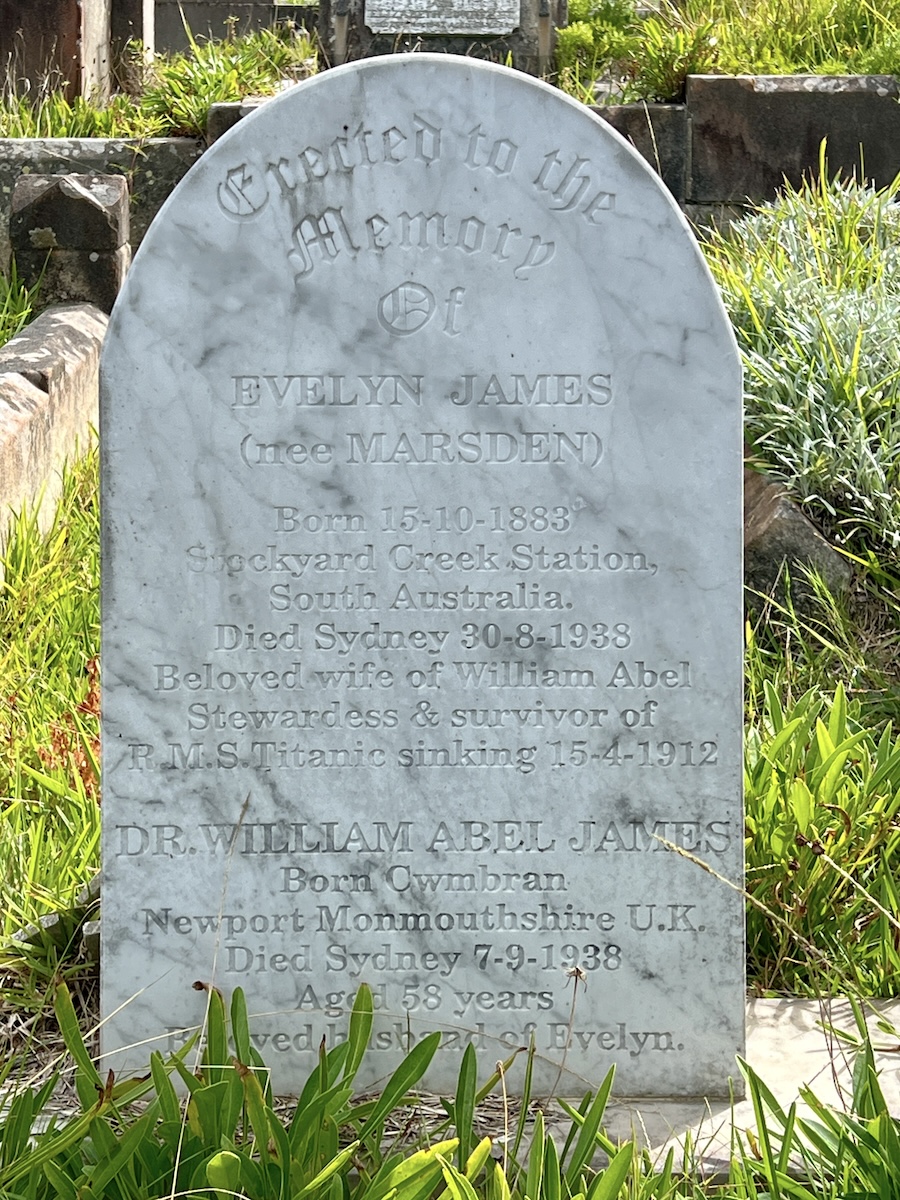 Erected to the
Memory
Of
EVELYN JAMES
(nee MARSDEN)
Born 15-10-1883
Stockyard Creek Station,
South Australia.
Died Sydney 30-8-1938
Beloved wife of William Abel
Stewardess & survivor of
R.M.S.Titanic sinking 15-4-1912
DR.WILLIAM ABEL JAMES
Born Cwmbran
Newport Monmouthshire U.K.
Died Sydney 7-9-1938
Aged 58 years
Beloved husband of Evelyn.